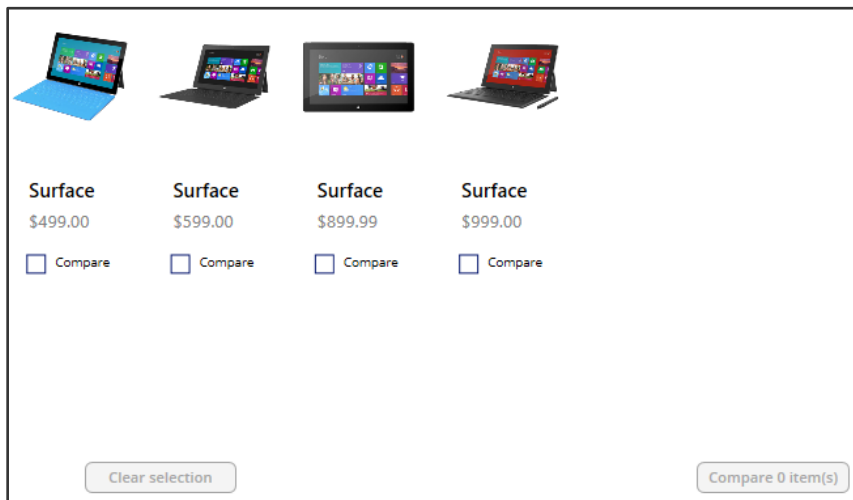 Surface Surface Surface Surface
$499.00 $599.00 $899.99 $999.00
Compare Compare Compare Compare
Clear selection Compare 0 item(s)